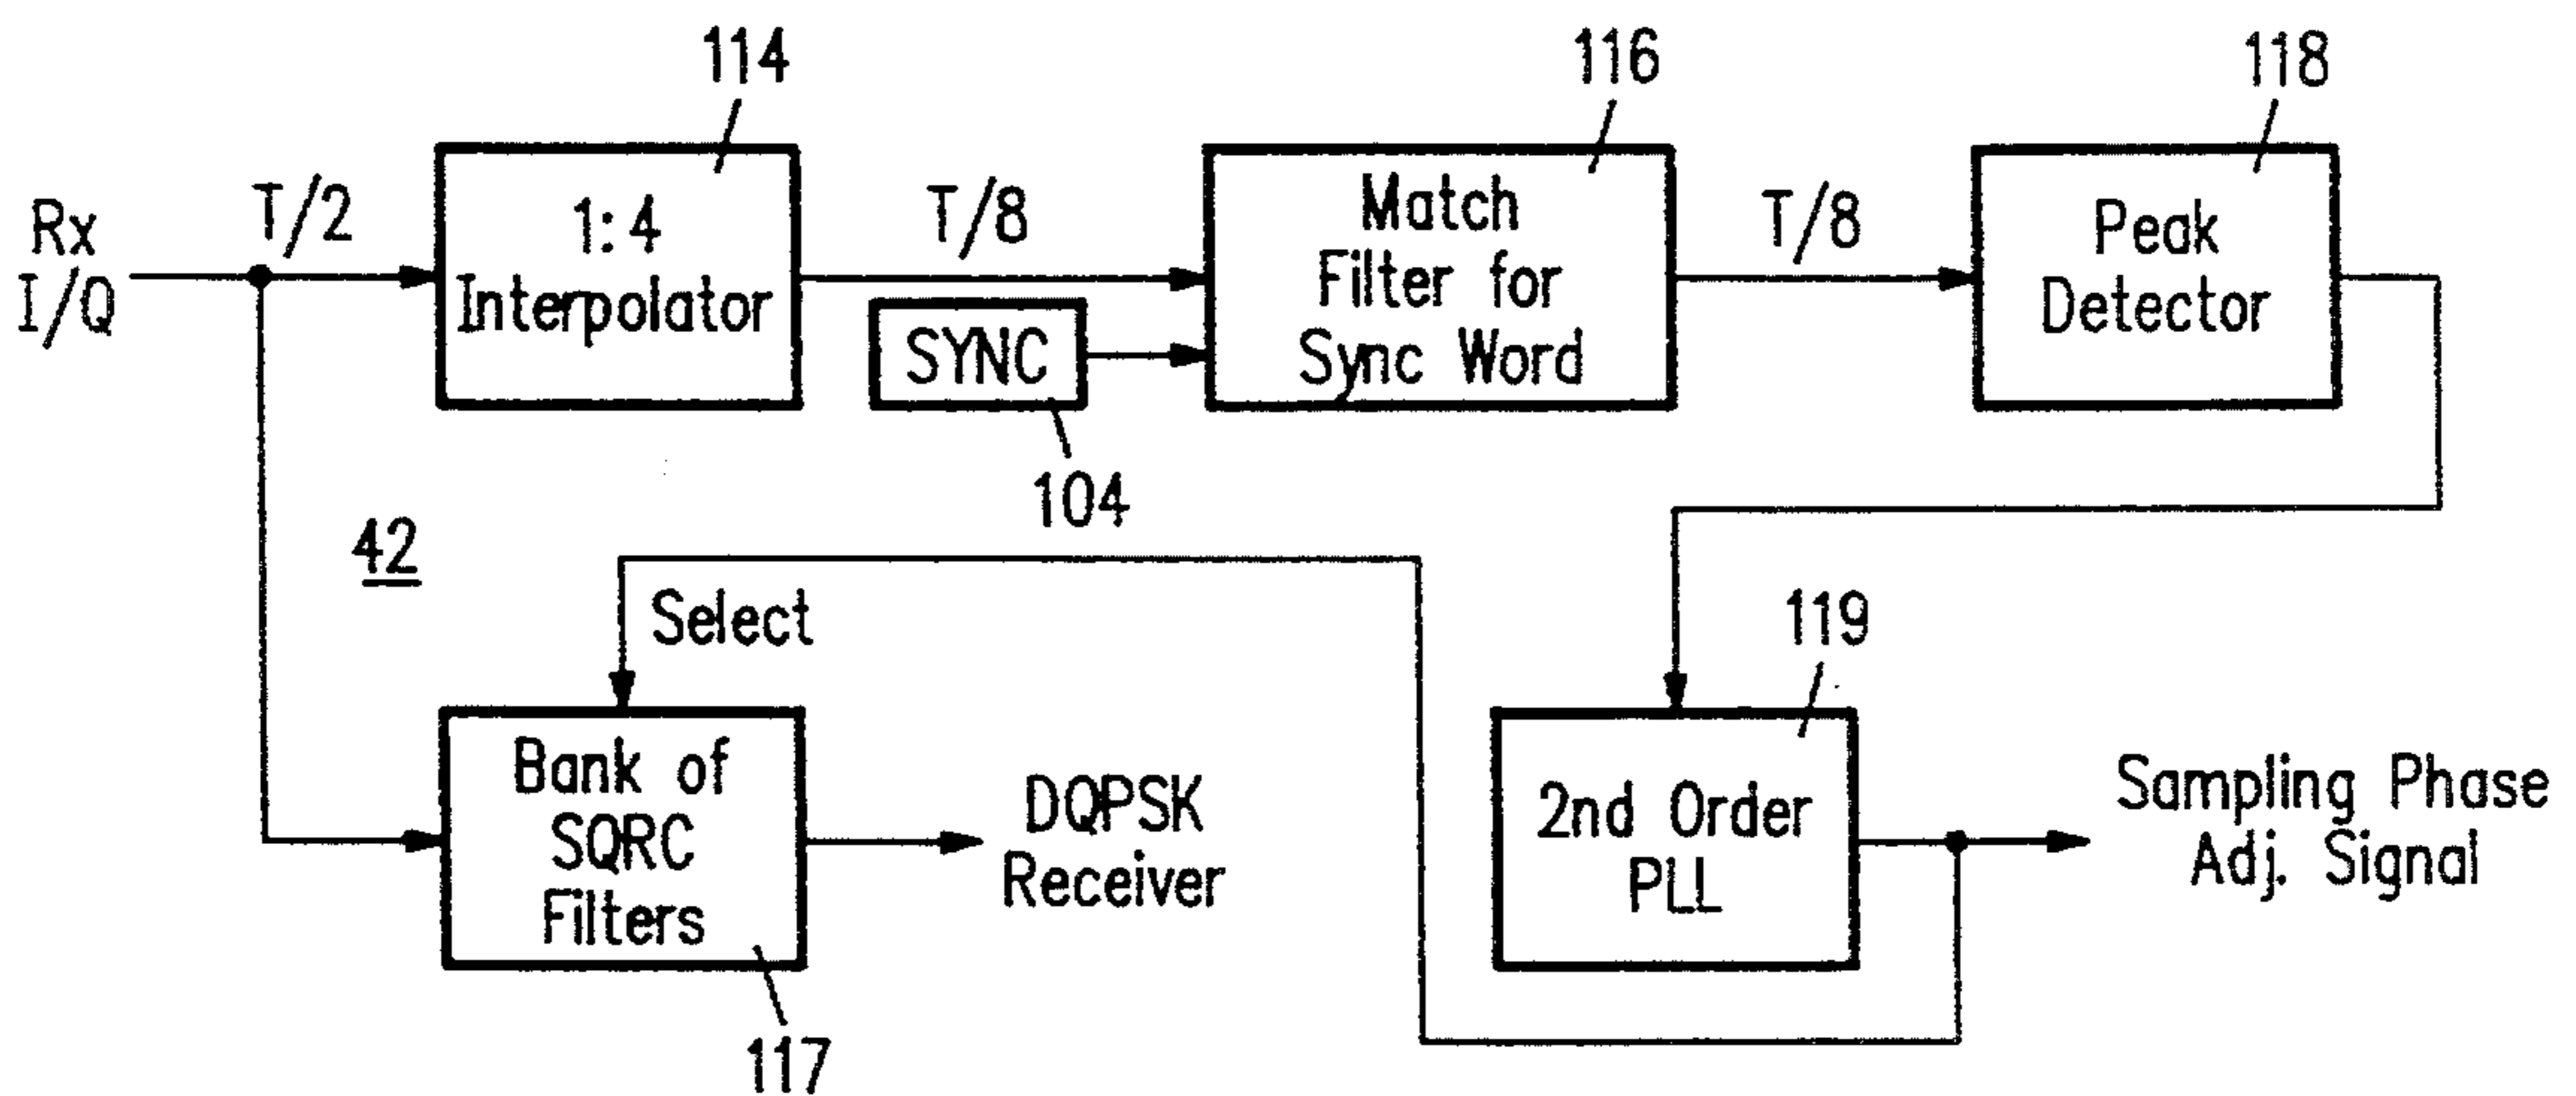 114
116
118
Rx
I/Q
T/2
1:4
Interpolator
T/8
SYNC
104
Match
Filter for
Sync Word
T/8
Peak
Detector
42
Select
119
Bank of
SQRC
Filters
117
DQPSK
Receiver
2nd Order
PLL
Sampling Phase
Adj. Signal